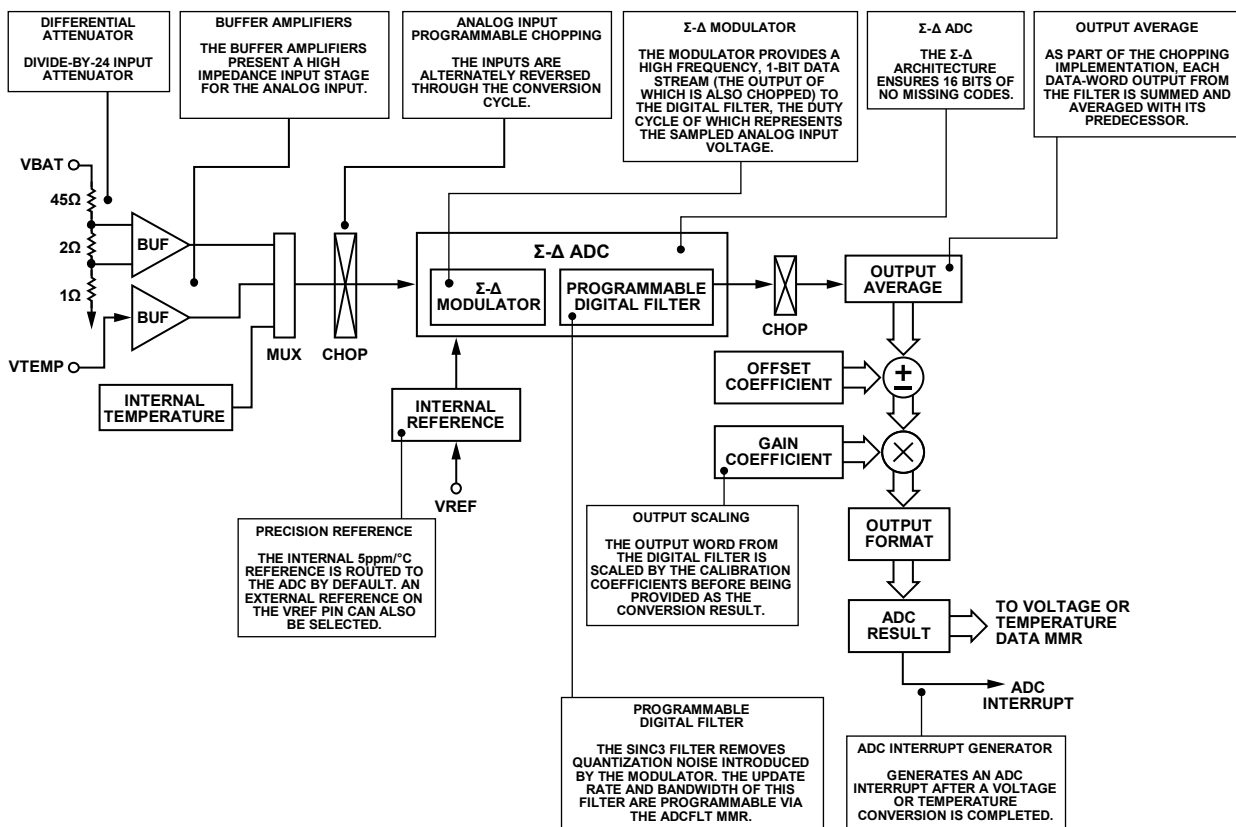 DIFFERENTIAL
ATTENUATOR
DIVIDE-BY-24 INPUT
ATTENUATOR
BUFFER AMPLIFIERS
THE BUFFER AMPLIFIERS
PRESENT A HIGH
IMPEDANCE INPUT STAGE
FOR THE ANALOG INPUT.
ANALOG INPUT
PROGRAMMABLE CHOPPING
THE INPUTS ARE
ALTERNATELY REVERSED
THROUGH THE CONVERSION
CYCLE.
Σ-Δ MODULATOR
THE MODULATOR PROVIDES A
HIGH FREQUENCY, 1-BIT DATA
STREAM (THE OUTPUT OF
WHICH IS ALSO CHOPPED) TO
THE DIGITAL FILTER, THE DUTY
CYCLE OF WHICH REPRESENTS
THE SAMPLED ANALOG INPUT
VOLTAGE.
Σ-Δ ADC
THE Σ-Δ
ARCHITECTURE
ENSURES 16 BITS OF
NO MISSING CODES.
OUTPUT AVERAGE
AS PART OF THE CHOPPING
IMPLEMENTATION, EACH
DATA-WORD OUTPUT FROM
THE FILTER IS SUMMED AND
AVERAGED WITH ITS
PREDECESSOR.
VBAT
45Ω
2Ω
1Ω
BUF
BUF
VTEMP
INTERNAL
TEMPERATURE
MUX
CHOP
Σ-Δ ADC
Σ-Δ
MODULATOR
PROGRAMMABLE
DIGITAL FILTER
CHOP
OUTPUT
AVERAGE
INTERNAL
REFERENCE
VREF
OFFSET
COEFFICIENT
±
GAIN
COEFFICIENT
×
OUTPUT
FORMAT
ADC
RESULT
TO VOLTAGE OR
TEMPERATURE
DATA MMR
ADC
INTERRUPT
PRECISION REFERENCE
THE INTERNAL 5ppm/°C
REFERENCE IS ROUTED TO
THE ADC BY DEFAULT. AN
EXTERNAL REFERENCE ON
THE VREF PIN CAN ALSO
BE SELECTED.
OUTPUT SCALING
THE OUTPUT WORD FROM
THE DIGITAL FILTER IS
SCALED BY THE CALIBRATION
COEFFICIENTS BEFORE BEING
PROVIDED AS THE
CONVERSION RESULT.
PROGRAMMABLE
DIGITAL FILTER
THE SINC3 FILTER REMOVES
QUANTIZATION NOISE INTRODUCED
BY THE MODULATOR. THE UPDATE
RATE AND BANDWIDTH OF THIS
FILTER ARE PROGRAMMABLE VIA
THE ADCFLT MMR.
ADC INTERRUPT GENERATOR
GENERATES AN ADC
INTERRUPT AFTER A VOLTAGE
OR TEMPERATURE
CONVERSION IS COMPLETED.